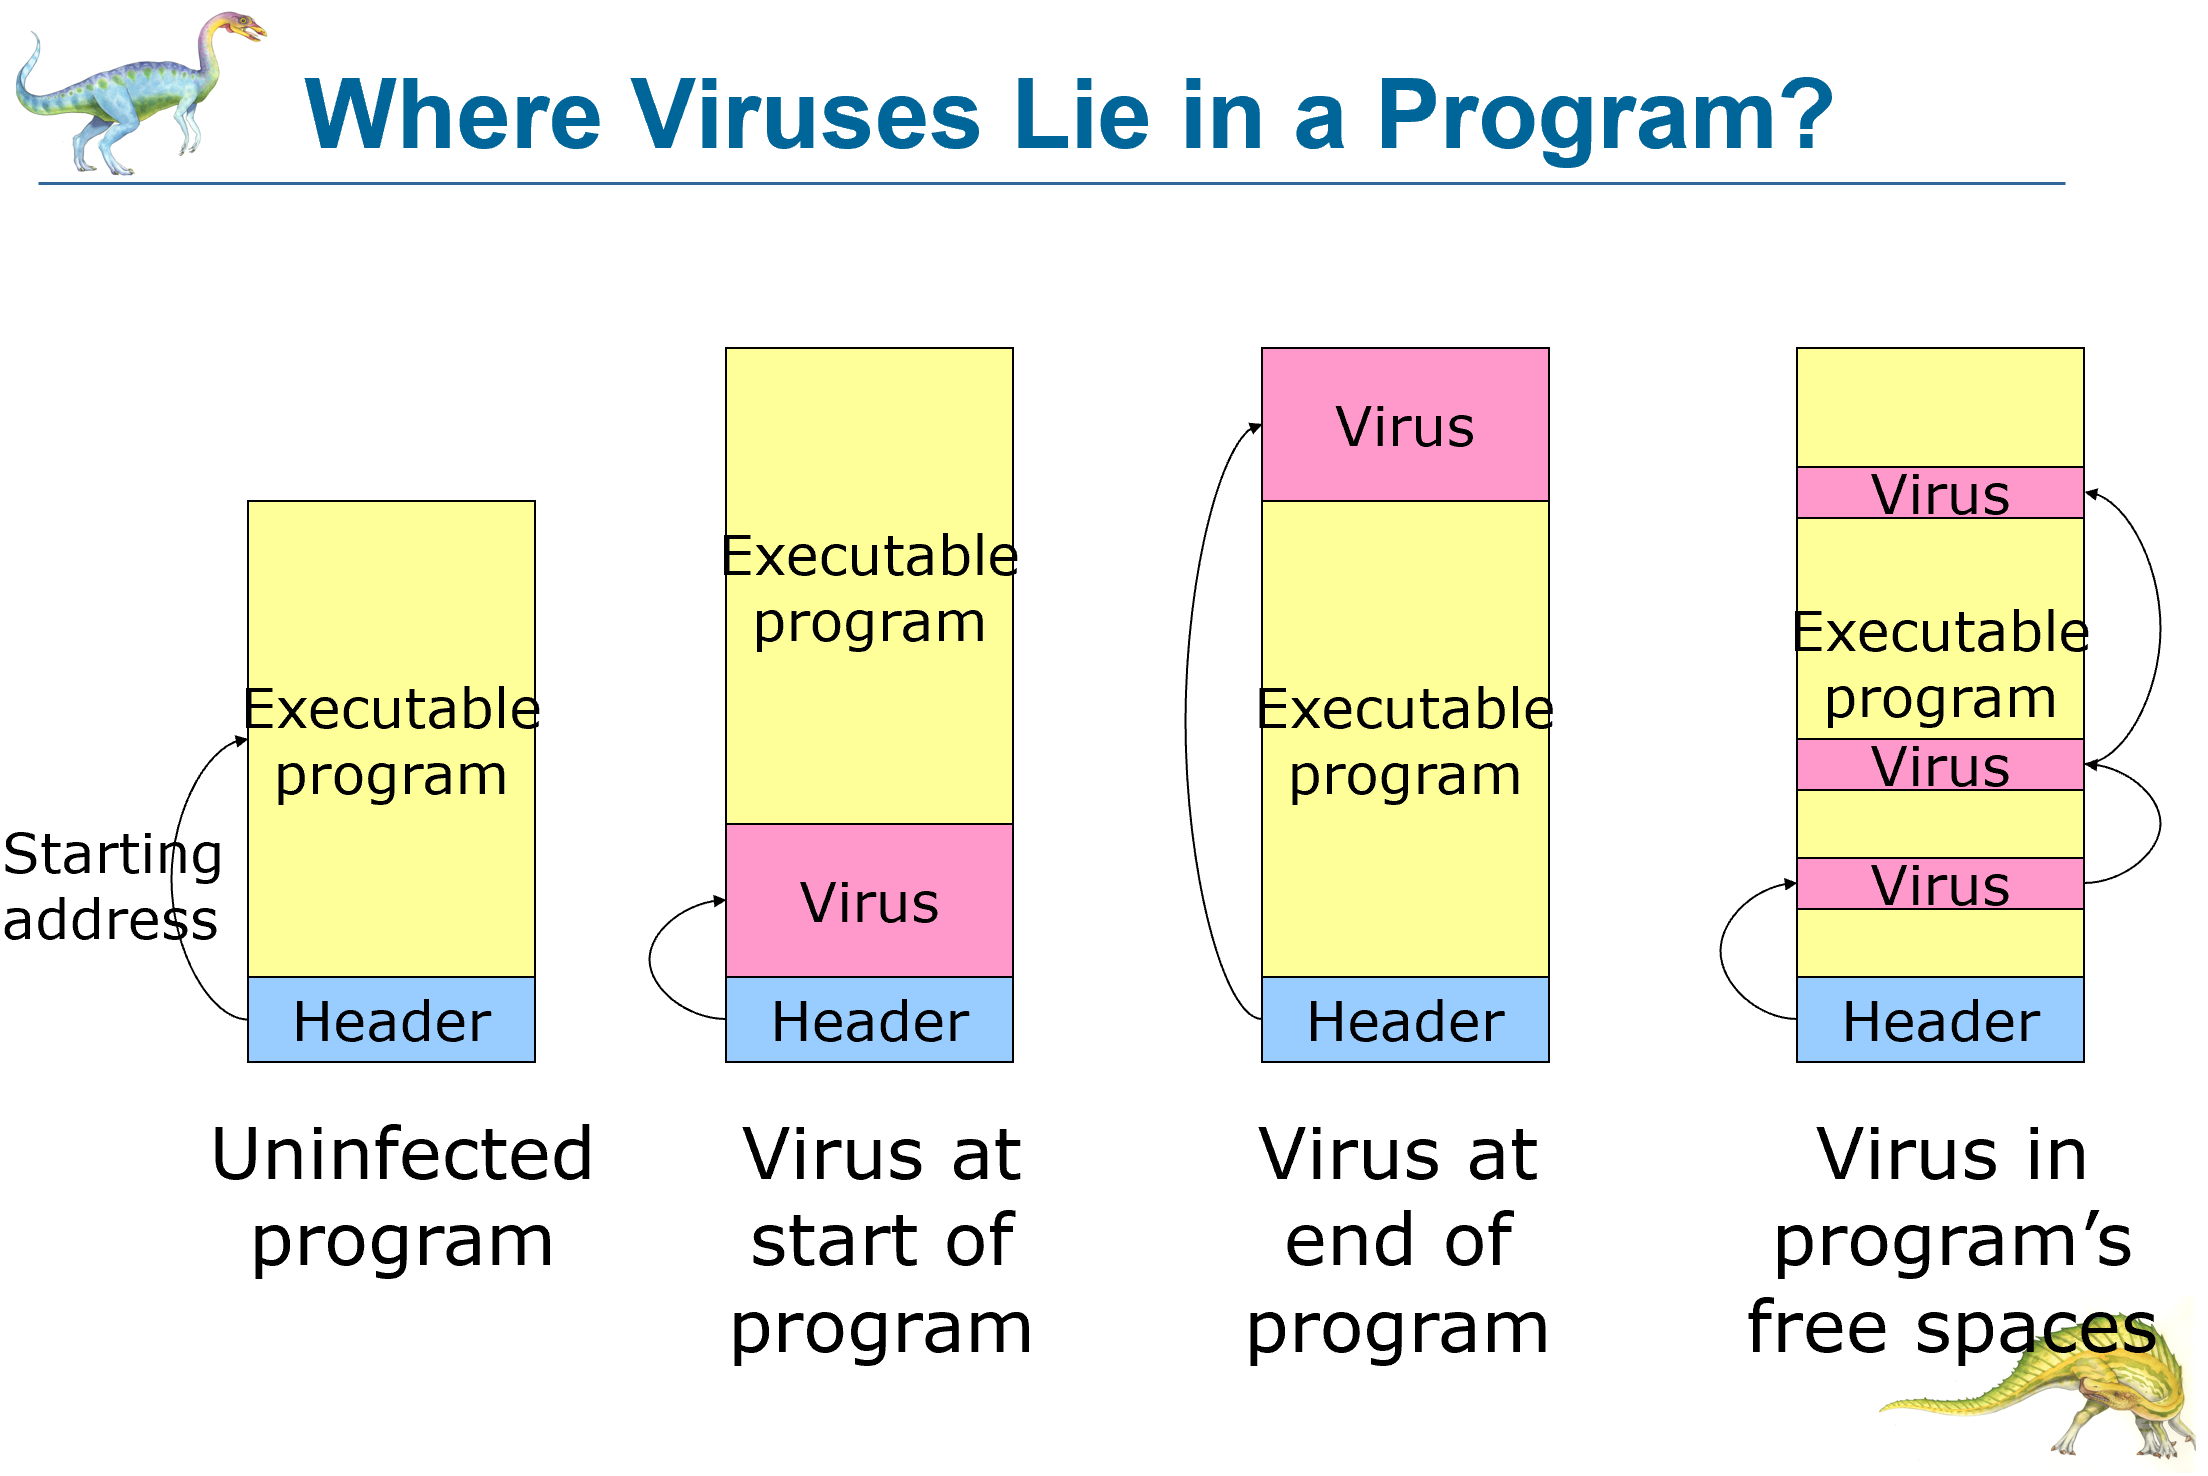 Where Viruses Lie in a Program?
Starting
address
Executable
program
Header
Uninfected
program
Executable
program
Virus
Header
Virus at
start of
program
Virus
Executable
program
Header
Virus at
end of
program
Virus
Executable
program
Virus
Virus
Header
Virus in
program’s
free spaces